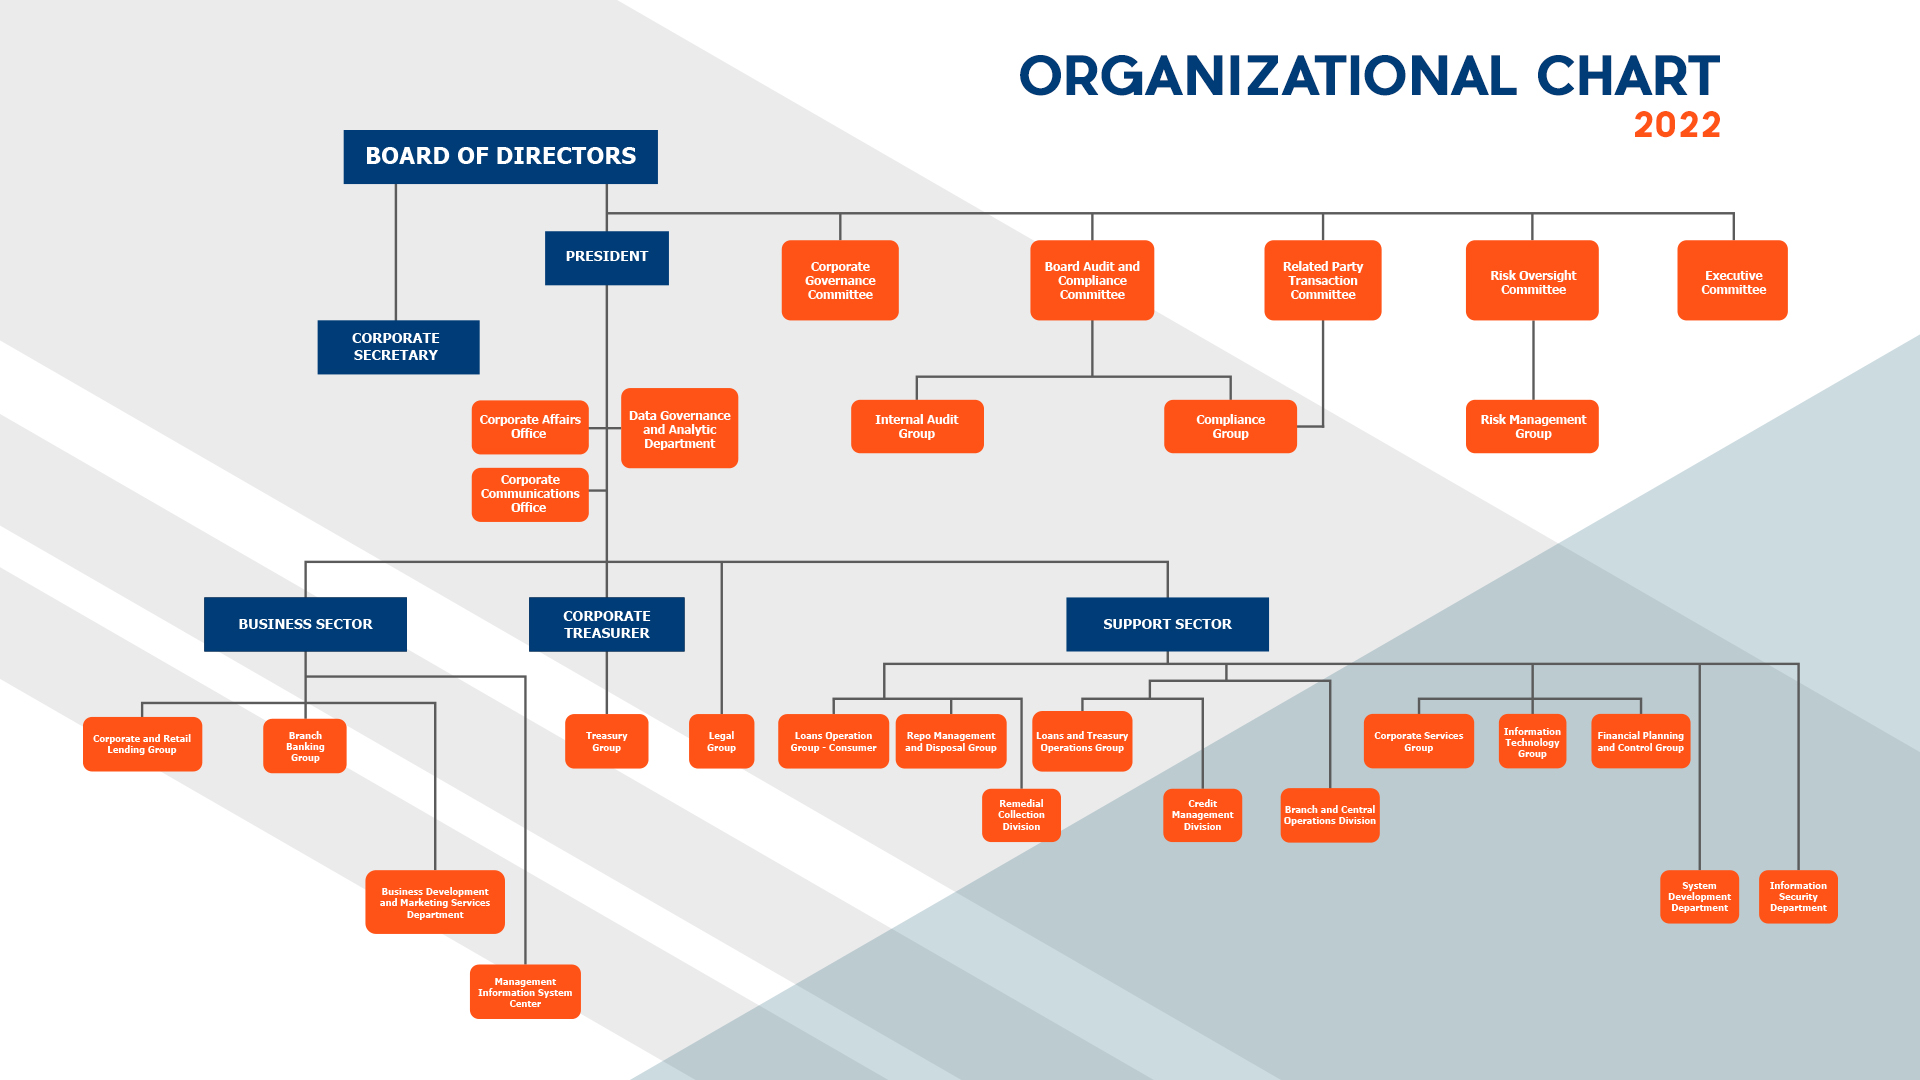 ORGANIZATIONAL CHART
2022
BOARD OF DIRECTORS
PRESIDENT
Corporate
Governance
Committee
Board Audit and
Compliance
Committee
Related Party
Transaction
Committee
Risk Oversight
Committee
Executive
Committee
CORPORATE
SECRETARY
Corporate Affairs
Office
Data Governance
and Analytic
Department
Internal Audit
Group
Compliance
Group
Risk Management
Group
Corporate
Communications
Office
BUSINESS SECTOR
CORPORATE
TREASURER
SUPPORT SECTOR
Corporate and Retail
Lending Group
Branch
Banking
Group
Treasury
Group
Legal
Group
Loans Operation
Group - Consumer
Repo Management
and Disposal Group
Loans and Treasury
Operations Group
Corporate Services
Group
Information
Technology
Group
Financial Planning
and Control Group
Remedial
Collection
Division
Credit
Management
Division
Branch and Central
Operations Division
Business Development
and Marketing Services
Department
System
Development
Department
Information
Security
Department
Management
Information System
Center